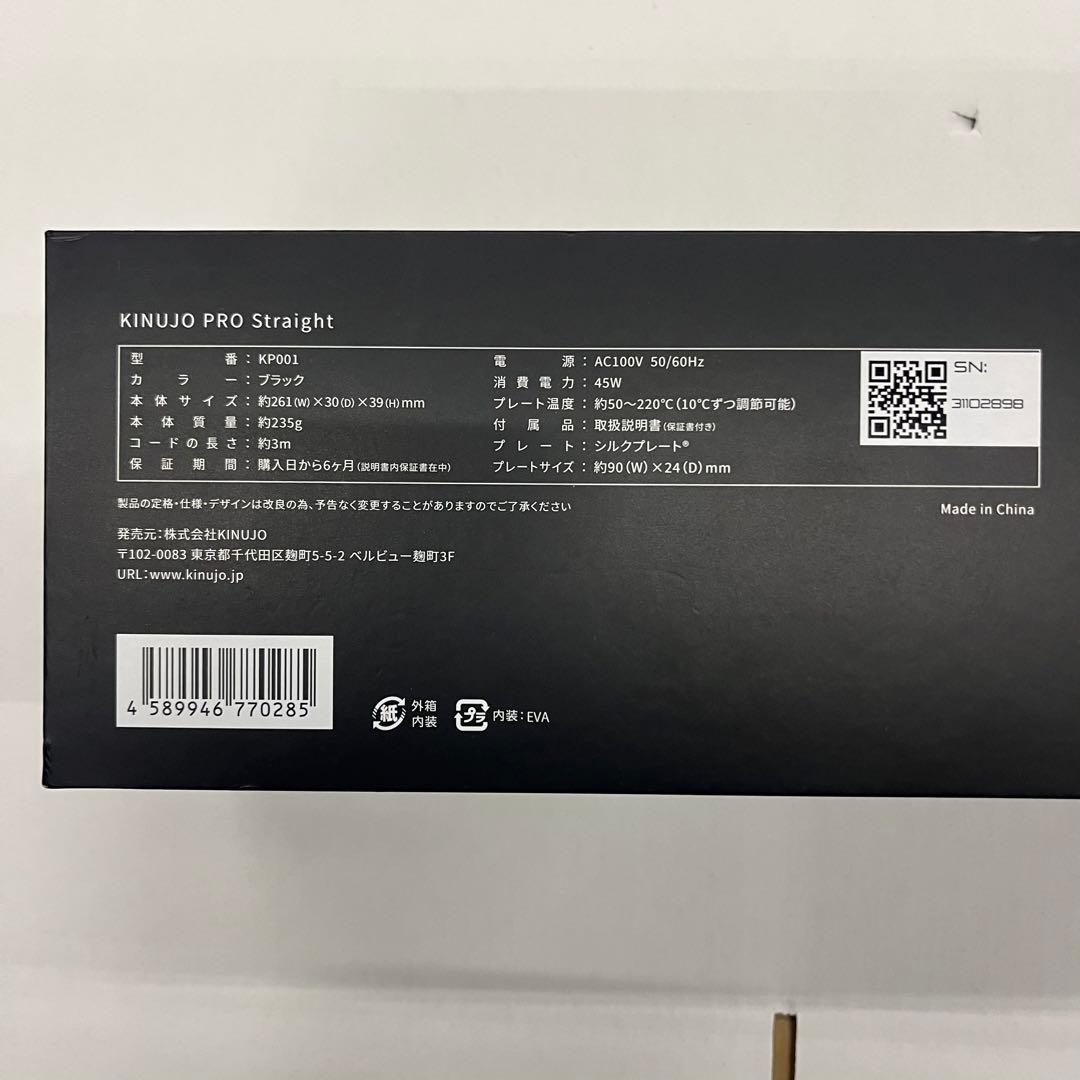 KINUJO PRO Straight
型番：KP001
カラー：ブラック
本体サイズ：約261(W)×30(D)×39(H)mm
本体質量：約235g
コードの長さ：約3m
保証期間：購入日から6ヶ月(説明書内保証書在中)
電源：AC100V 50/60Hz
消費電力：45W
プレート温度：約50〜220℃(10℃ずつ調節可能)
付属品：取扱説明書(保証書付き)
プレート：シルクプレート®
プレートサイズ：約90(W)×24(D)mm
SN:
31102898
製品の定格・仕様・デザインは改良の為、予告なく変更することがありますのでご了承ください
Made in China
発売元：株式会社KINUJO
〒102-0083 東京都千代田区麹町5-5-2 ベルビュー麹町3F
URL：www.kinujo.jp
4 589946 770285
紙 外箱
内装
プラ 内装：EVA